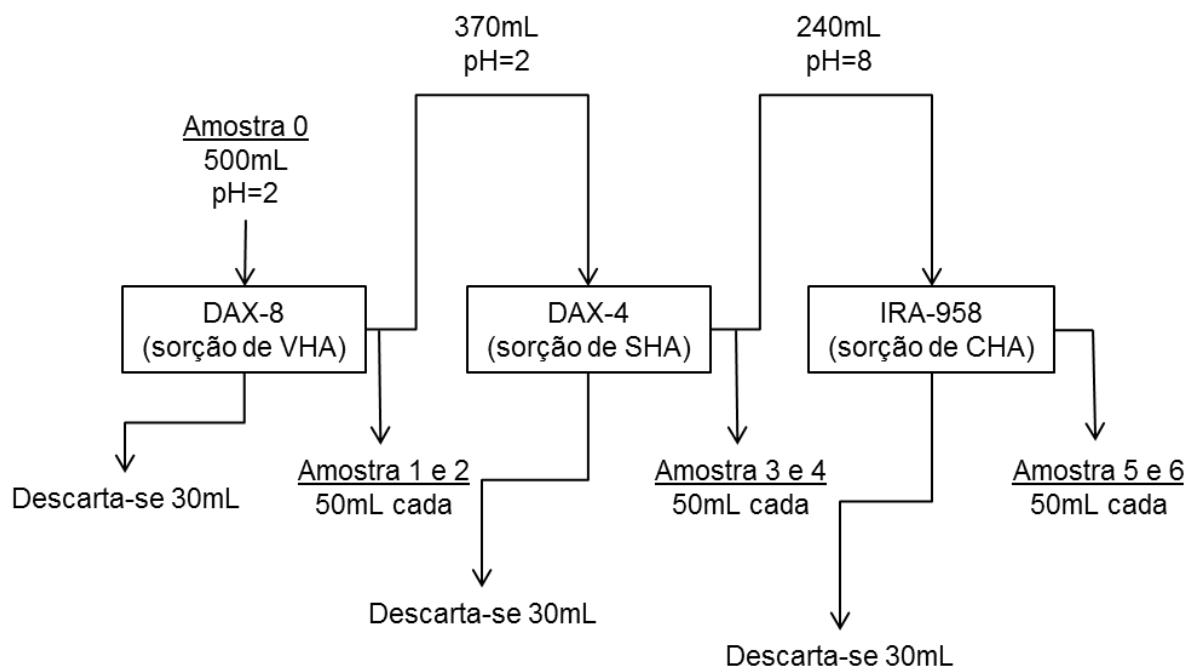 370mL
pH=2
240mL
pH=8
Amostra 0
500mL
pH=2
DAX-8
(sorção de VHA)
DAX-4
(sorção de SHA)
IRA-958
(sorção de CHA)
Descarta-se 30mL
Amostra 1 e 2
50mL cada
Amostra 3 e 4
50mL cada
Amostra 5 e 6
50mL cada
Descarta-se 30mL
Descarta-se 30mL